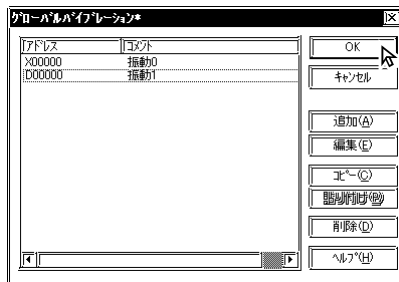 グローバルバイブレーション*
アドレス コメント
X00000 振動0
D00000 振動1
OK
キャンセル
追加(A)
編集(E)
コピー(C)
貼り付け(P)
削除(D)
ヘルプ(H)